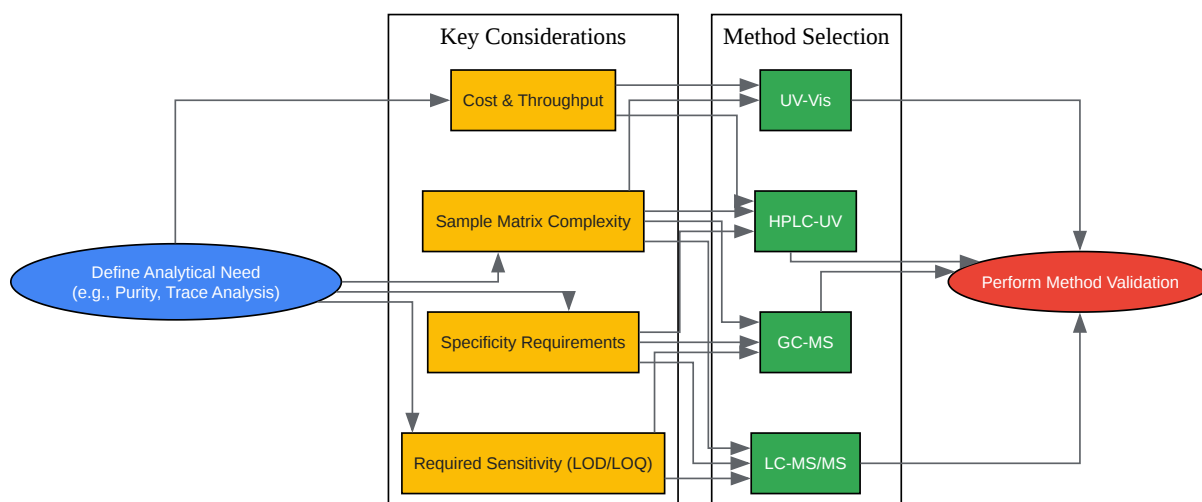 Key Considerations
Method Selection
Cost & Throughput
UV-Vis
Sample Matrix Complexity
HPLC-UV
Define Analytical Need
(e.g., Purity, Trace Analysis)
Perform Method Validation
Specificity Requirements
GC-MS
Required Sensitivity (LOD/LOQ)
LC-MS/MS